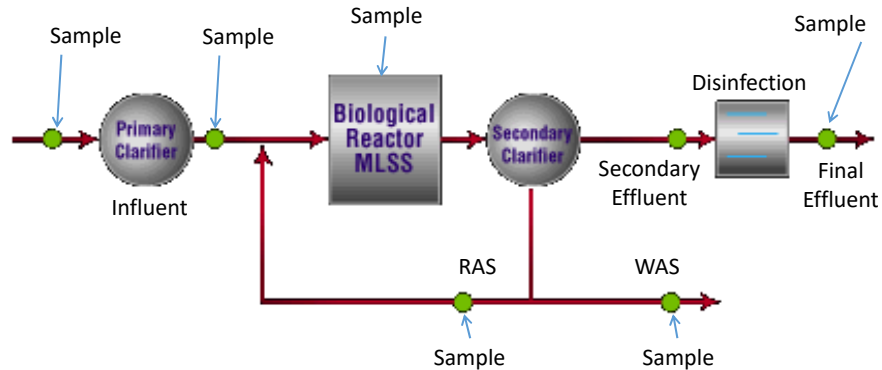 Sample
Sample
Sample
Sample
Disinfection
Primary
Clarifier
Biological
Reactor
MLSS
Secondary
Clarifier
Influent
Secondary
Effluent
Final
Effluent
RAS
WAS
Sample
Sample